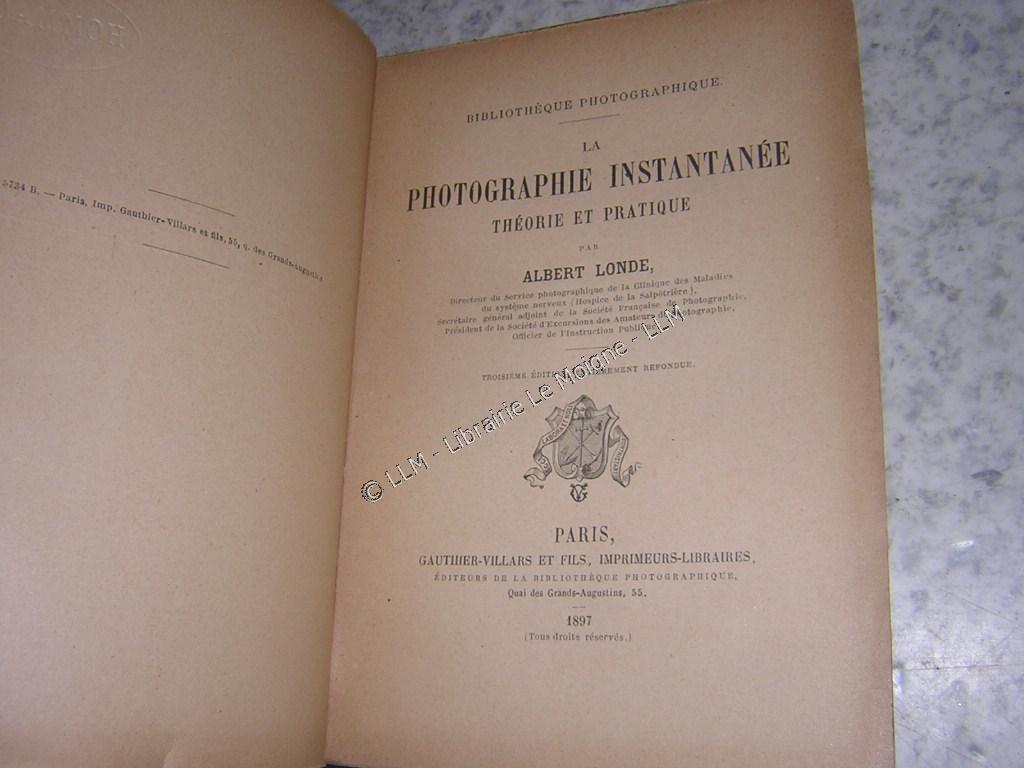 5734 B. — Paris, Imp. Gauthier-Villars et fils, 55, q. des Grands-Augustins
BIBLIOTHÈQUE PHOTOGRAPHIQUE.
LA
PHOTOGRAPHIE INSTANTANÉE
THÉORIE ET PRATIQUE
PAR
ALBERT LONDE,
Directeur du Service photographique de la Clinique des Maladies
du système nerveux (Hospice de la Salpêtrière),
Secrétaire général adjoint de la Société Française de Photographie,
Président de la Société d'Excursions des Amateurs de Photographie,
Officier de l'Instruction Publique.
TROISIÈME ÉDITION REFONDUE.
LABOR
PARIS,
GAUTHIER-VILLARS ET FILS, IMPRIMEURS-LIBRAIRES,
ÉDITEURS DE LA BIBLIOTHÈQUE PHOTOGRAPHIQUE,
Quai des Grands-Augustins, 55.
1897
(Tous droits réservés.)
© LLM - Librairie Le Moigne - LLM